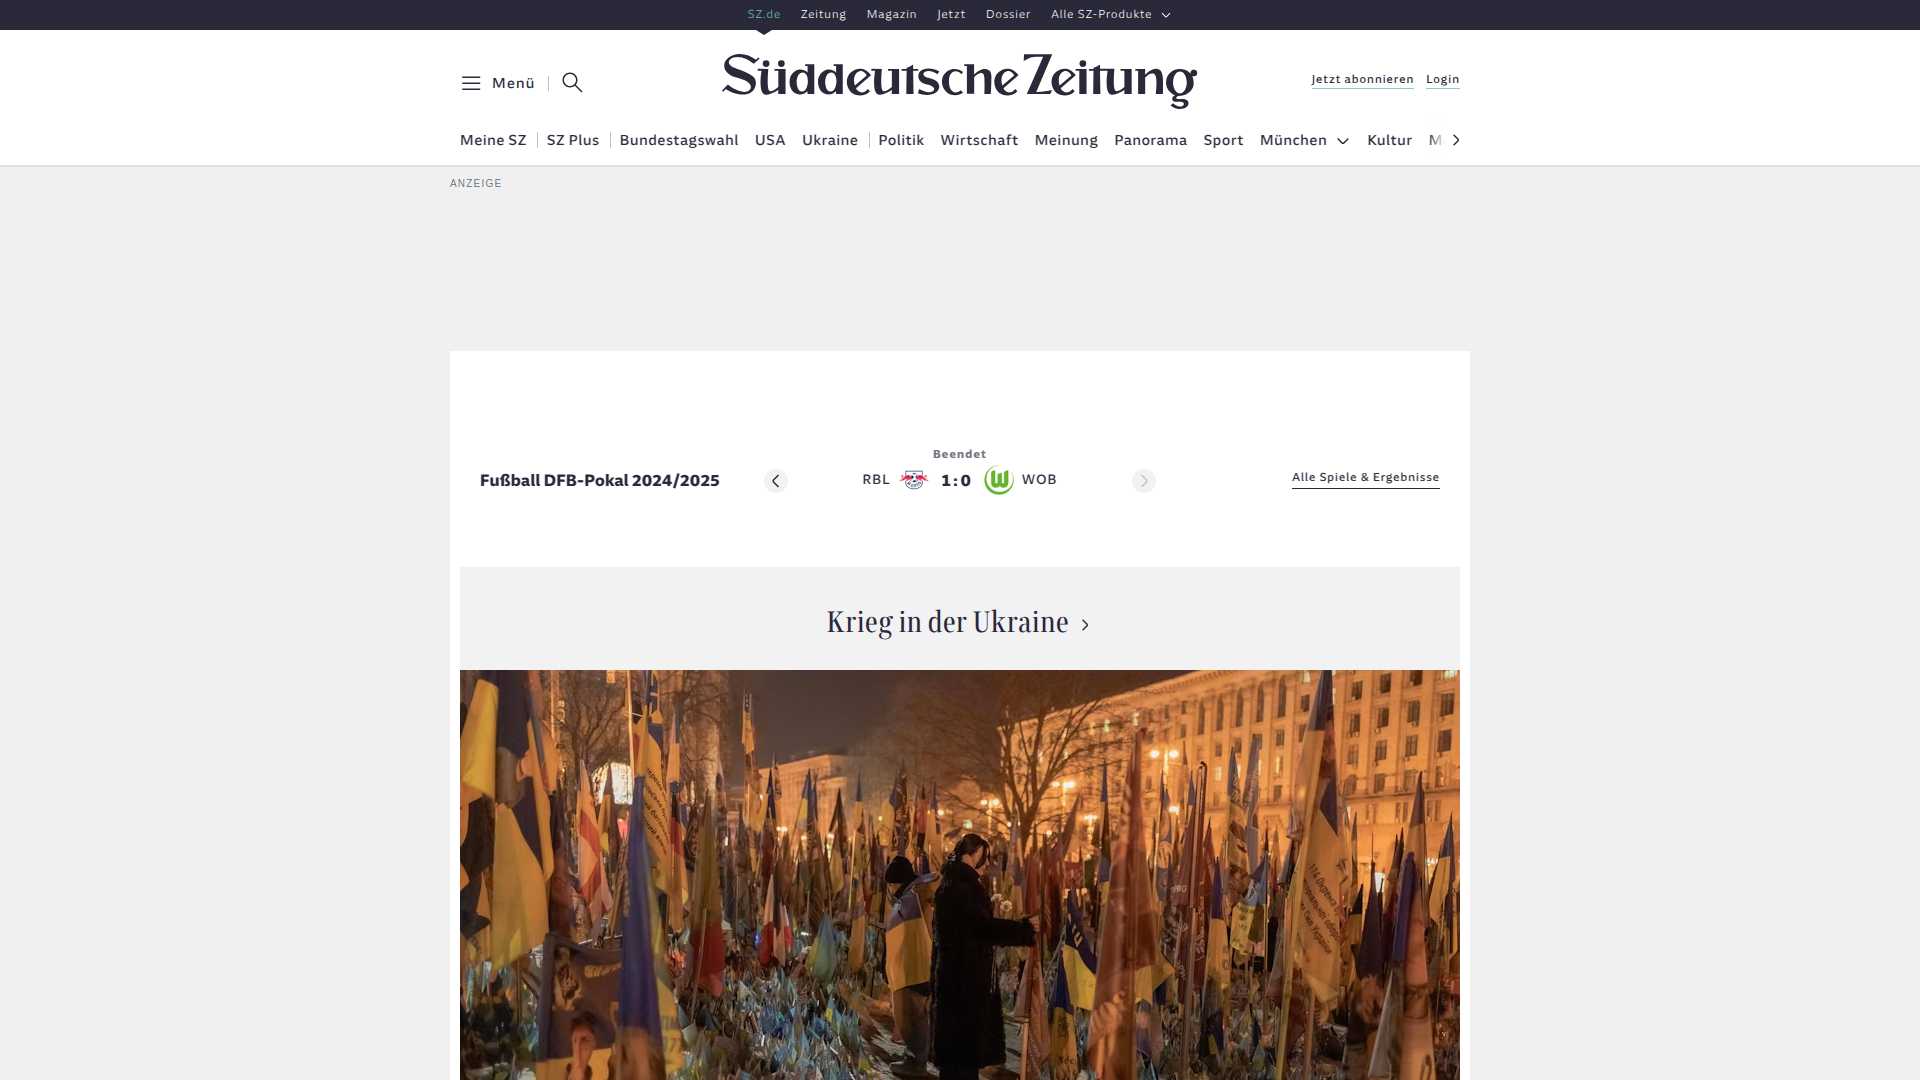 SZ.de Zeitung Magazin Jetzt Dossier Alle SZ-Produkte
Menü
Süddeutsche Zeitung
Jetzt abonnieren Login
Meine SZ SZ Plus Bundestagswahl USA Ukraine Politik Wirtschaft Meinung Panorama Sport München Kultur M
ANZEIGE
Beendet
Fußball DFB-Pokal 2024/2025
RBL 1:0 WOB
Alle Spiele & Ergebnisse
Krieg in der Ukraine